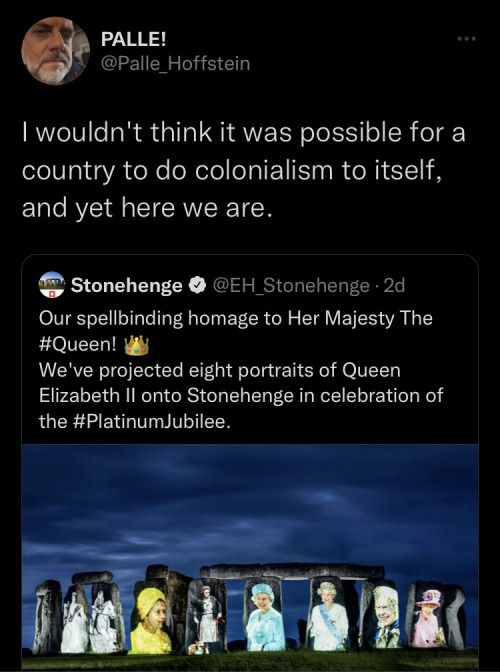 PALLE!
@Palle_Hoffstein
I wouldn't think it was possible for a
country to do colonialism to itself,
and yet here we are.
Stonehenge @EH_Stonehenge · 2d
Our spellbinding homage to Her Majesty The
#Queen! 👑
We've projected eight portraits of Queen
Elizabeth II onto Stonehenge in celebration of
the #PlatinumJubilee.